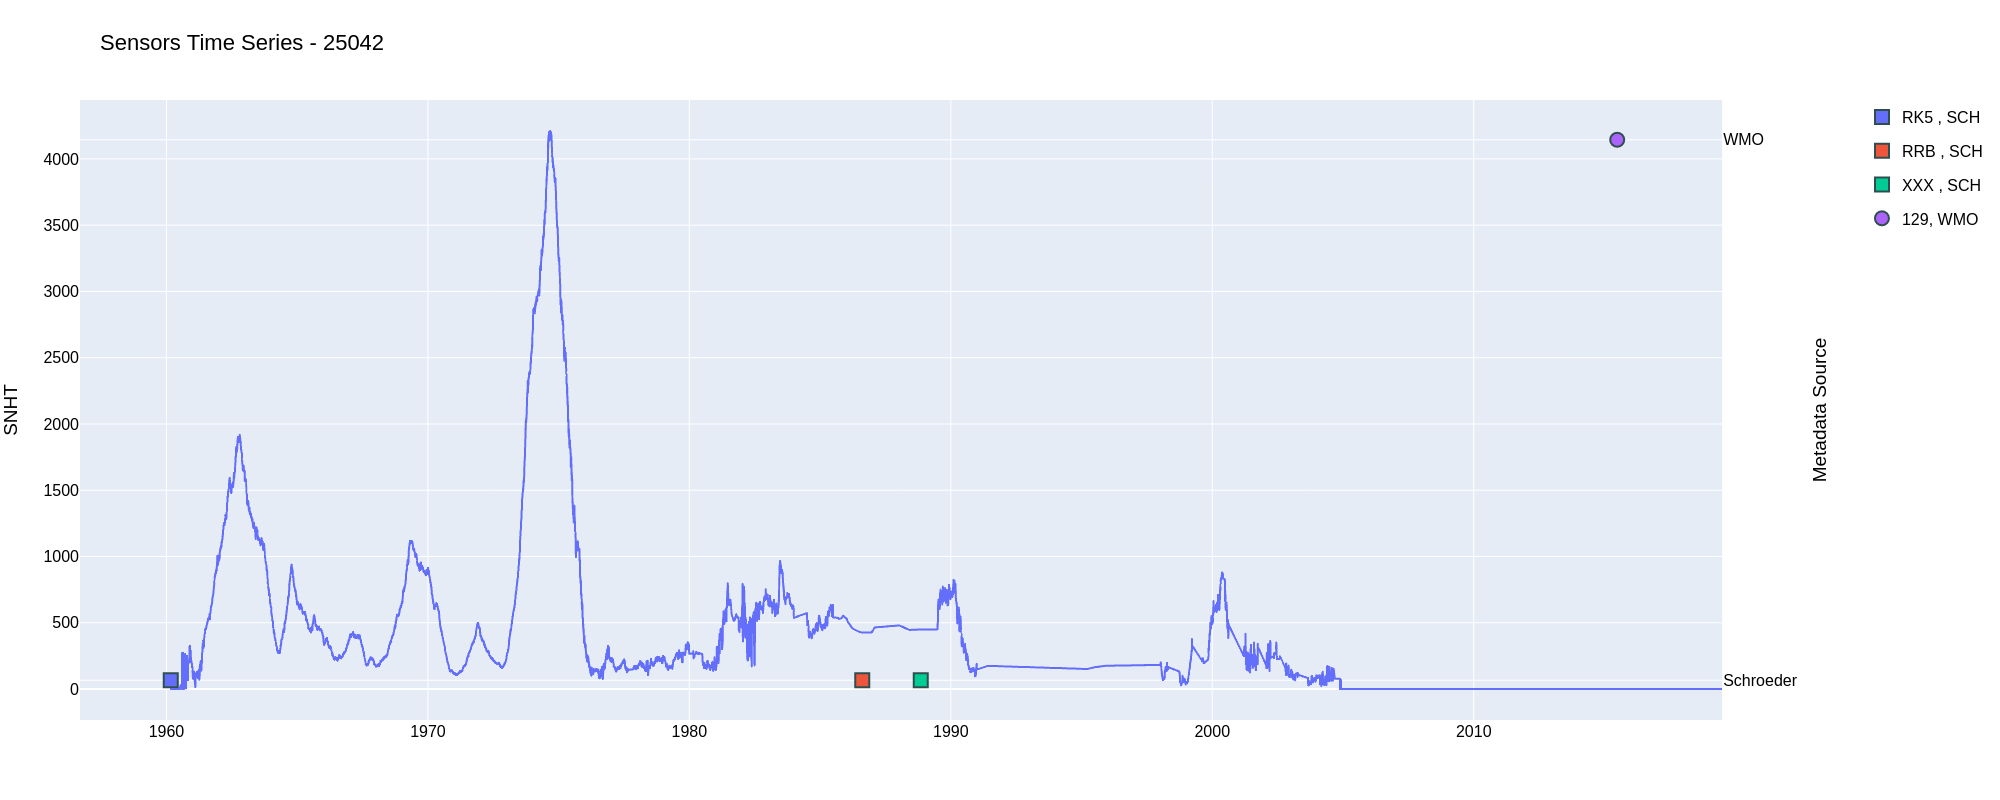 Sensors Time Series - 25042
SNHT
4000
3500
3000
2500
2000
1500
1000
500
0
1960
1970
1980
1990
2000
2010
WMO
Schroeder
Metadata Source
RK5 , SCH
RRB , SCH
XXX , SCH
129, WMO